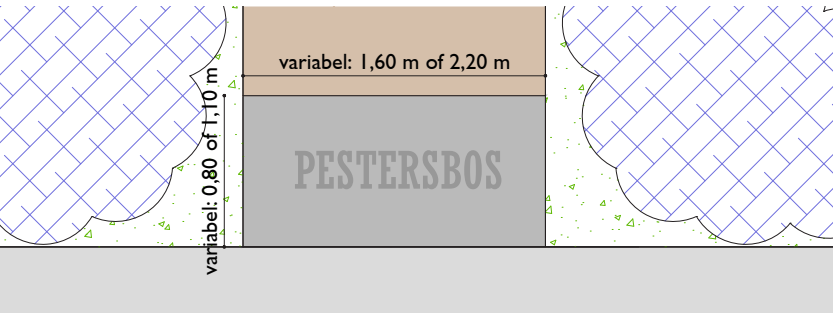 variabel: 1,60 m of 2,20 m
variabel: 0,80 of 1,10 m
PESTERSBOS